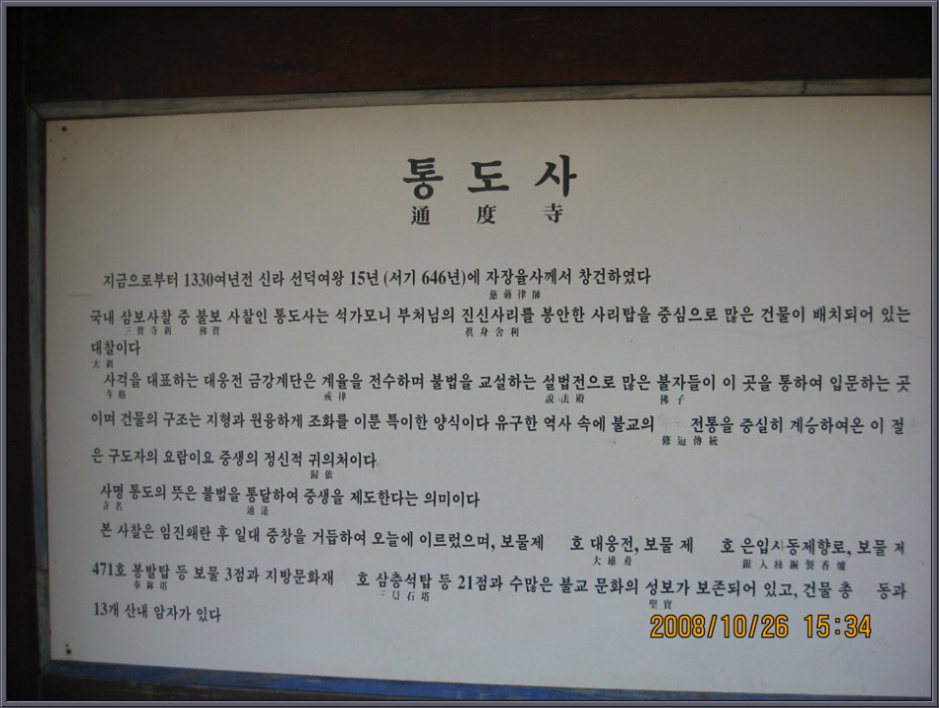 통도사
通度寺
지금으로부터 1330여년전 신라 선덕여왕 15년 (서기 646년)에 자장율사께서 창건하였다
慈藏律師
국내 삼보사찰 중 불보 사찰인 통도사는 석가모니 부처님의 진신사리를 봉안한 사리탑을 중심으로 많은 건물이 배치되어 있는
三寶寺刹 佛寶 眞身舍利
대찰이다
大刹
사격을 대표하는 대웅전 금강계단은 계율을 전수하며 불법을 교설하는 설법전으로 많은 불자들이 이 곳을 통하여 입문하는 곳
寺格 戒律 說法殿 佛子
이며 건물의 구조는 지형과 원융하게 조화를 이룬 특이한 양식이다 유구한 역사 속에 불교의 전통을 중실히 계승하여온 이 절
傳統
은 구도자의 요람이요 중생의 정신적 귀의처이다
歸依
사명 통도의 뜻은 불법을 통달하여 중생을 제도한다는 의미이다
寺名 通達
본 사찰은 임진왜란 후 일대 중창을 거듭하여 오늘에 이르렀으며, 보물제 호 대웅전, 보물 제 호 은입사동제향로, 보물 제
大雄殿 銀入絲銅製香爐
471호 봉발탑 등 보물 3점과 지방문화재 호 삼층석탑 등 21점과 수많은 불교 문화의 성보가 보존되어 있고, 건물 총 동과
石塔 聖寶
13개 산내 암자가 있다
2008/10/26 15:34